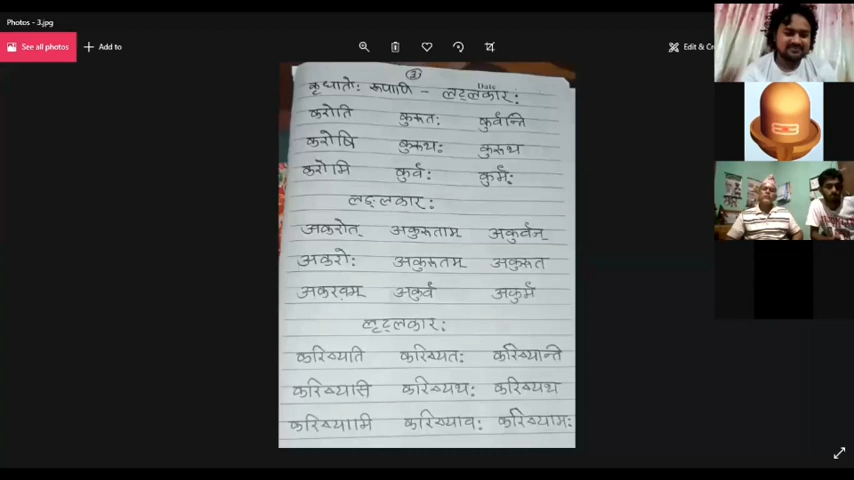 Photos - 3.jpg
See all photos + Add to Edit & Cr
③
Date
कृधातोः रूपाणि - लट्लकार:
करोति कुरुतः कुर्वन्ति
करोषि कुरुथः कुरुथ
करोमि कुर्वः कुर्मः
लङ्लकार:
अकरोत् अकुरुताम् अकुर्वन्
अकरोः अकुरुतम् अकुरुत
अकरवम् अकुर्व अकुर्म
लृट्लकार:
करिष्यति करिष्यतः करिष्यन्ति
करिष्यसि करिष्यथः करिष्यथ
करिष्यामि करिष्यावः करिष्यामः